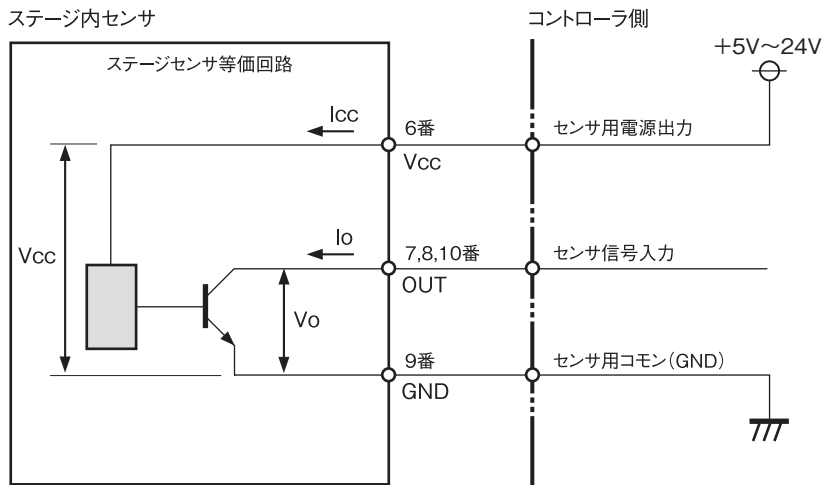 ステージ内センサ
コントローラ側
ステージセンサ等価回路
+5V～24V
Icc
6番
センサ用電源出力
Vcc
Vcc
Io
7,8,10番
センサ信号入力
OUT
Vo
9番
センサ用コモン(GND)
GND